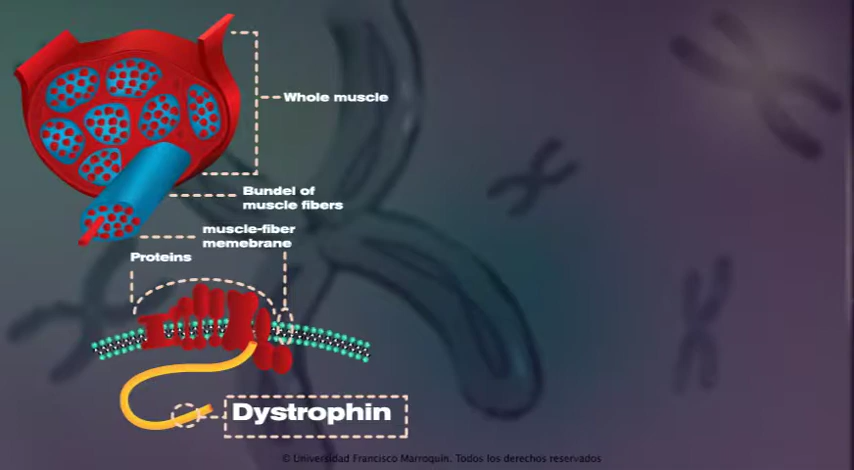 Whole muscle
Bundel of
muscle fibers
muscle-fiber
memebrane
Proteins
Dystrophin
© Universidad Francisco Marroquín. Todos los derechos reservados